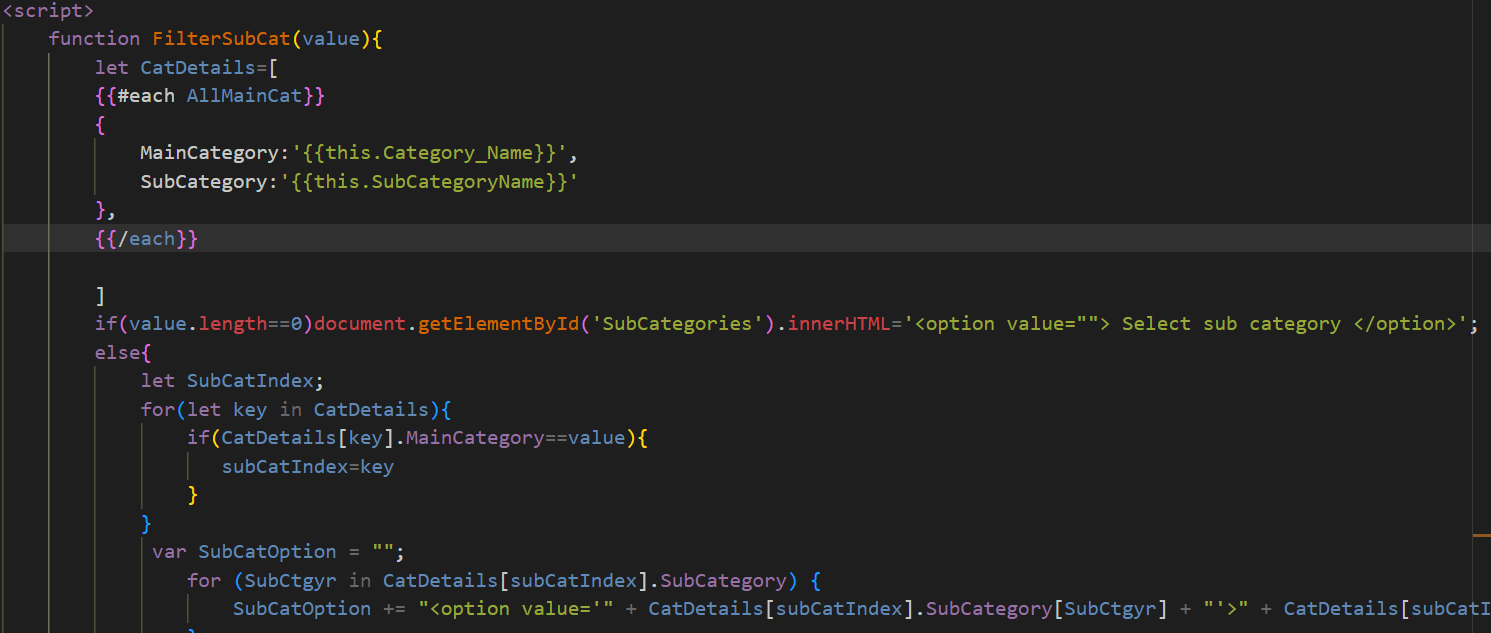 <script>
function FilterSubCat(value){
let CatDetails=[
{{#each AllMainCat}}
{
MainCategory:'{{this.Category_Name}}',
SubCategory:'{{this.SubCategoryName}}'
},
{{/each}}
]
if(value.length==0)document.getElementById('SubCategories').innerHTML='<option value=""> Select sub category </option>';
else{
let SubCatIndex;
for(let key in CatDetails){
if(CatDetails[key].MainCategory==value){
subCatIndex=key
}
}
var SubCatOption = "";
for (SubCtgyr in CatDetails[subCatIndex].SubCategory) {
SubCatOption += "<option value='" + CatDetails[subCatIndex].SubCategory[SubCtgyr] + "'>" + CatDetails[subCatI